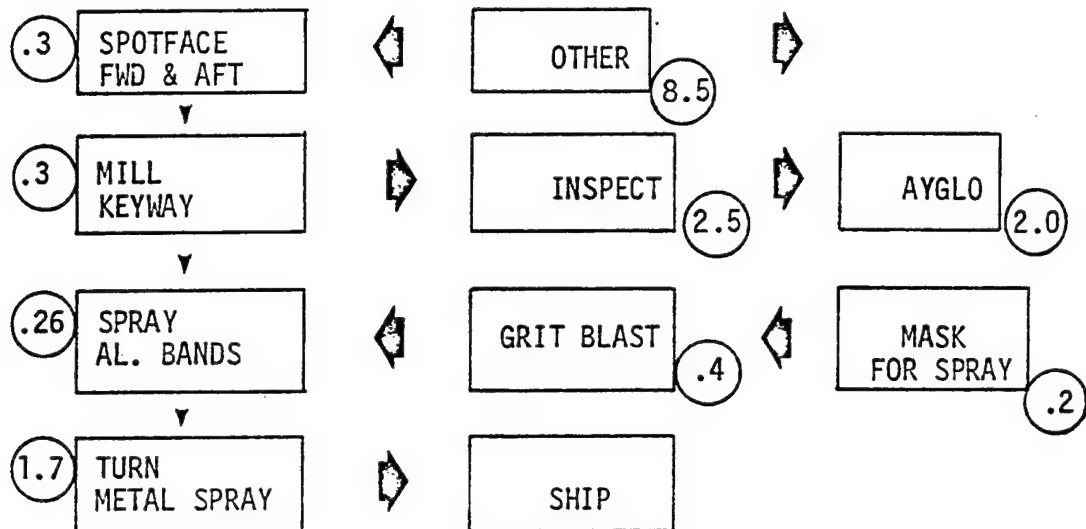 .3
SPOTFACE
FWD & AFT
OTHER
8.5
.3
MILL
KEYWAY
INSPECT
2.5
AYGLO
2.0
.26
SPRAY
AL. BANDS
GRIT BLAST
.4
MASK
FOR SPRAY
.2
1.7
TURN
METAL SPRAY
SHIP